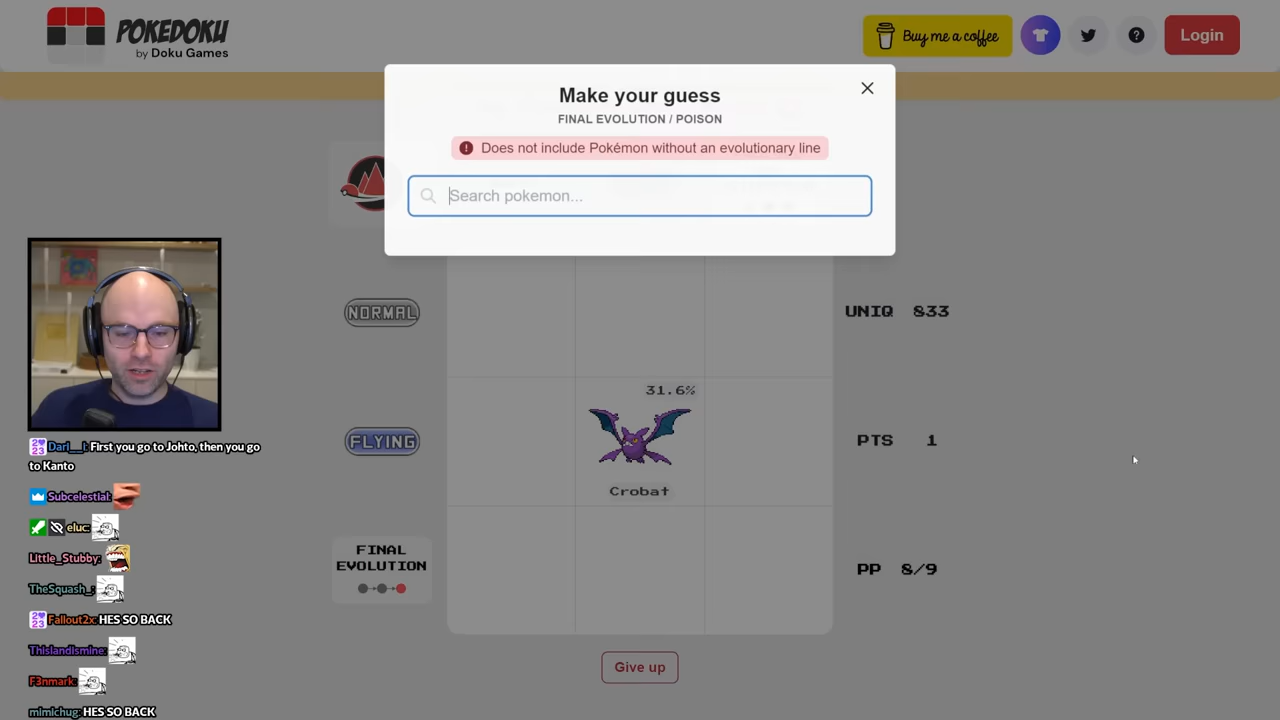 POKEDOKU
by Doku Games
Buy me a coffee
Login
Make your guess
FINAL EVOLUTION / POISON
Does not include Pokémon without an evolutionary line
Search pokemon...
NORMAL
UNIQ 833
31.6%
FLYING
PTS 1
Crobat
FINAL
EVOLUTION
PP 8/9
Give up
Dari__l: First you go to Johto, then you go
to Kanto
Subcelestial:
eluc:
Little_Stubby:
TheSquash_:
Fallout2x: HES SO BACK
Thislandismine:
F3nmark:
mimichug: HES SO BACK